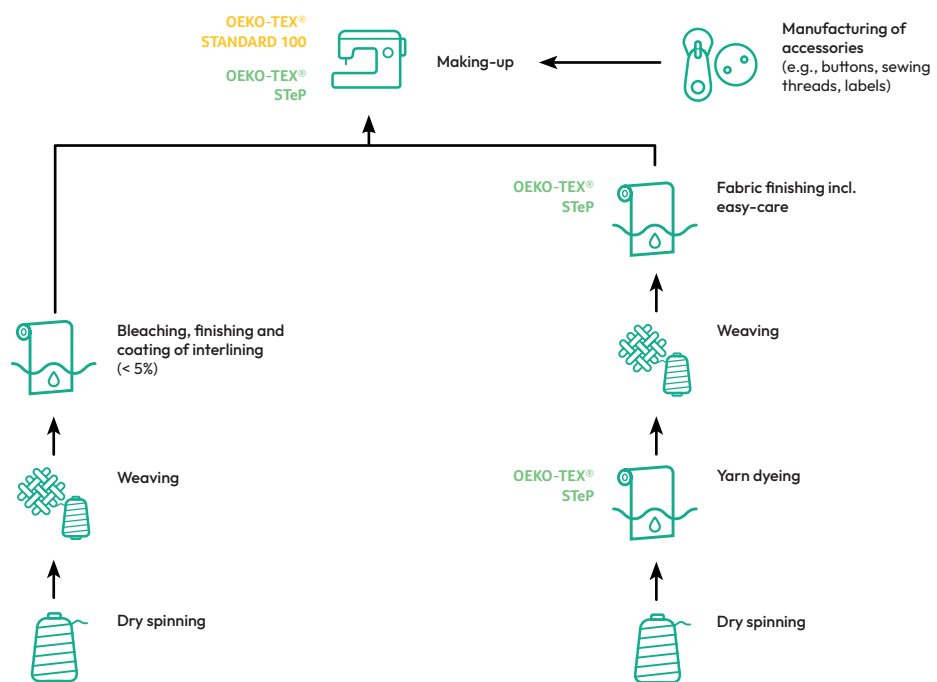 OEKO-TEX®
STANDARD 100
OEKO-TEX®
STeP
Making-up
Manufacturing of
accessories
(e.g., buttons, sewing
threads, labels)
OEKO-TEX®
STeP
Fabric finishing incl.
easy-care
Bleaching, finishing and
coating of interlining
(< 5%)
Weaving
Weaving
OEKO-TEX®
STeP
Yarn dyeing
Dry spinning
Dry spinning